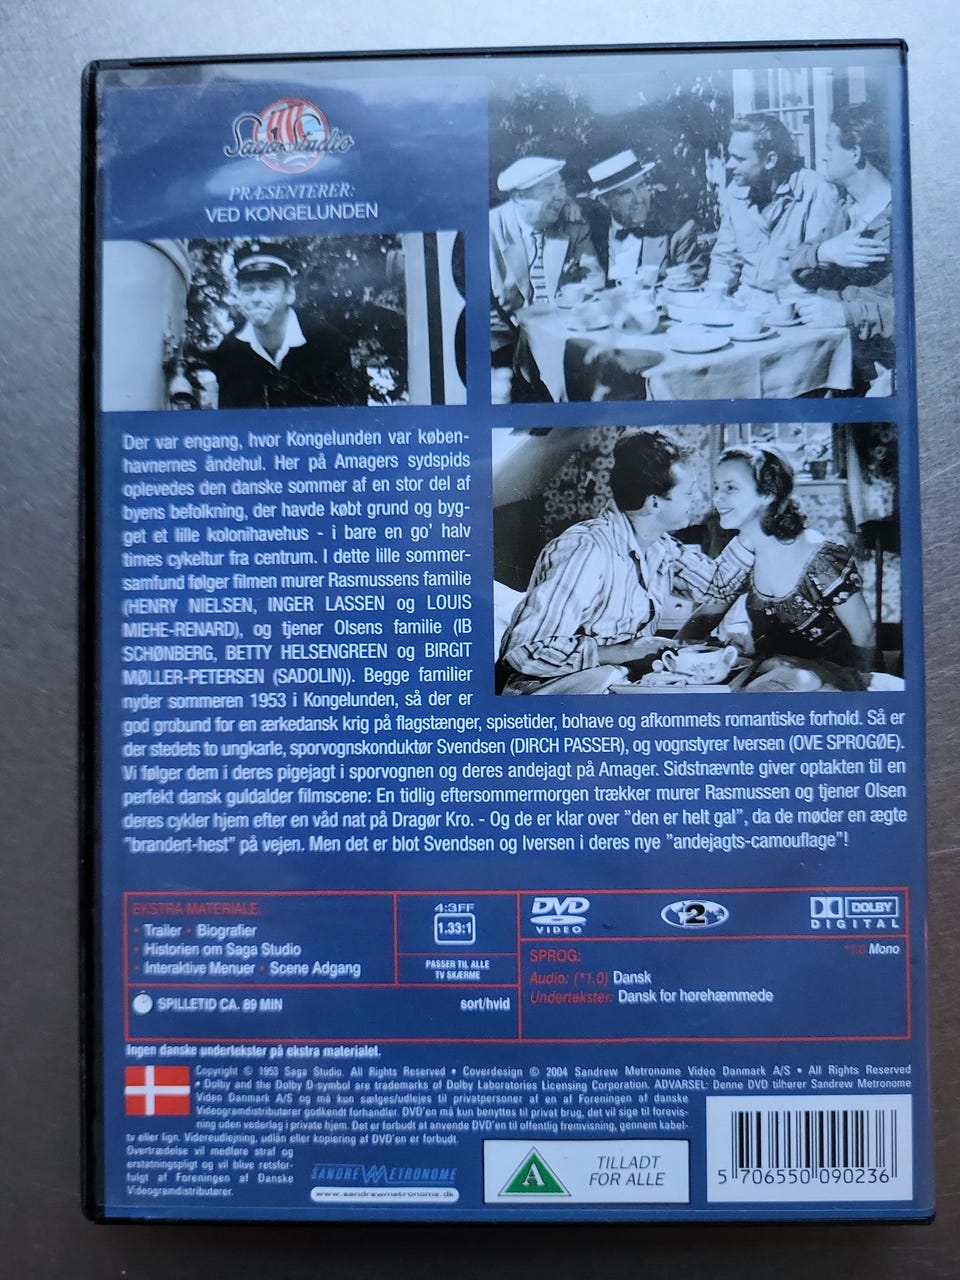 Saga Studio
PRÆSENTERER:
VED KONGELUNDEN
Der var engang, hvor Kongelunden var køben-
havnernes åndehul. Her på Amagers sydspids
oplevedes den danske sommer af en stor del af
byens befolkning, der havde købt grund og byg-
get et lille kolonihavehus - i bare en go' halv
times cykeltur fra centrum. I dette lille sommer-
samfund følger filmen murer Rasmussens familie
(HENRY NIELSEN, INGER LASSEN og LOUIS
MIEHE-RENARD), og tjener Olsens familie (IB
SCHØNBERG, BETTY HELSENGREEN og BIRGIT
MØLLER-PETERSEN (SADOLIN)). Begge familier
nyder sommeren 1953 i Kongelunden, så der er
god grobund for en ærkedansk krig på flagstænger, spisetider, bohave og afkommets romantiske forhold. Så er
der stedets to ungkarle, sporvognskonduktør Svendsen (DIRCH PASSER), og vognstyrer Iversen (OVE SPROGØE).
Vi følger dem i deres pigejagt i sporvognen og deres andejagt på Amager. Sidstnævnte giver optakten til en
perfekt dansk guldalder filmscene: En tidlig eftersommermorgen trækker murer Rasmussen og tjener Olsen
deres cykler hjem efter en våd nat på Dragør Kro. - Og de er klar over "den er helt gal", da de møder en ægte
"brandert-hest" på vejen. Men det er blot Svendsen og Iversen i deres nye "andejagts-camouflage"!
EKSTRA MATERIALE:
• Trailer • Biografier
• Historien om Saga Studio
• Interaktive Menuer • Scene Adgang
SPILLETID CA. 89 MIN
sort/hvid
4:3FF
1.33:1
PASSER TIL ALLE
TV SKÆRME
DVD
VIDEO
2
DOLBY
DIGITAL
*1.0 Mono
SPROG:
Audio: (*1.0) Dansk
Undertekster: Dansk for hørehæmmede
Ingen danske undertekster på ekstra materialet.
Copyright © 1953 Saga Studio. All Rights Reserved • Coverdesign © 2004 Sandrew Metronome Video Danmark A/S • All Rights Reserved
• Dolby and the Dolby D-symbol are trademarks of Dolby Laboratories Licensing Corporation. ADVARSEL: Denne DVD tilhører Sandrew Metronome
Video Danmark A/S og må kun sælges/udlejes til privatpersoner af en af Foreningen af danske
Videogramdistributører godkendt forhandler. DVD'en må kun benyttes til privat brug, det vil sige til forevis-
ning uden vederlag i private hjem. Det er forbudt at anvende DVD'en til offentlig fremvisning, gennem kabel-
tv eller lign. Videreudlejning, udlån eller kopiering af DVD'en er forbudt.
Overtrædelse vil medføre straf og
erstatningspligt og vil blive retsfor-
fulgt af Foreningen af Danske
Videogramdistributører.
SANDREW METRONOME
www.sandrewmetronome.dk
A
TILLADT
FOR ALLE
5 706550 090236